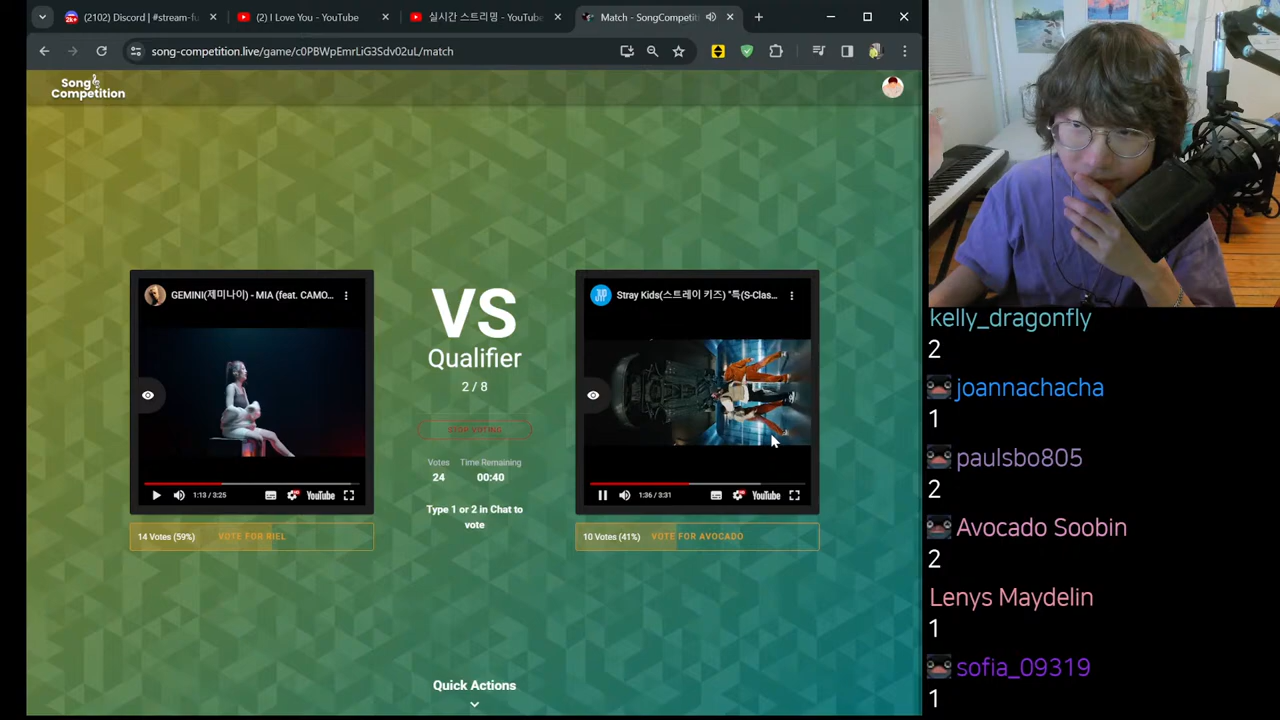 (2102) Discord | #stream-fu
(2) I Love You - YouTube
실시간 스트리밍 - YouTube
Match - SongCompetit
song-competition.live/game/c0PBWpEmrLiG3Sdv02uL/match
Song
Competition
GEMINI(제미나이) - MIA (feat. CAMO...
1:13 / 3:25
YouTube
14 Votes (59%)
VOTE FOR RIEL
VS
Qualifier
2 / 8
STOP VOTING
Votes
24
Time Remaining
00:40
Type 1 or 2 in Chat to
vote
Stray Kids(스트레이 키즈) "특(S-Clas...
1:36 / 3:31
YouTube
10 Votes (41%)
VOTE FOR AVOCADO
Quick Actions
kelly_dragonfly
2
joannachacha
1
paulsbo805
2
Avocado Soobin
2
Lenys Maydelin
1
sofia_09319
1